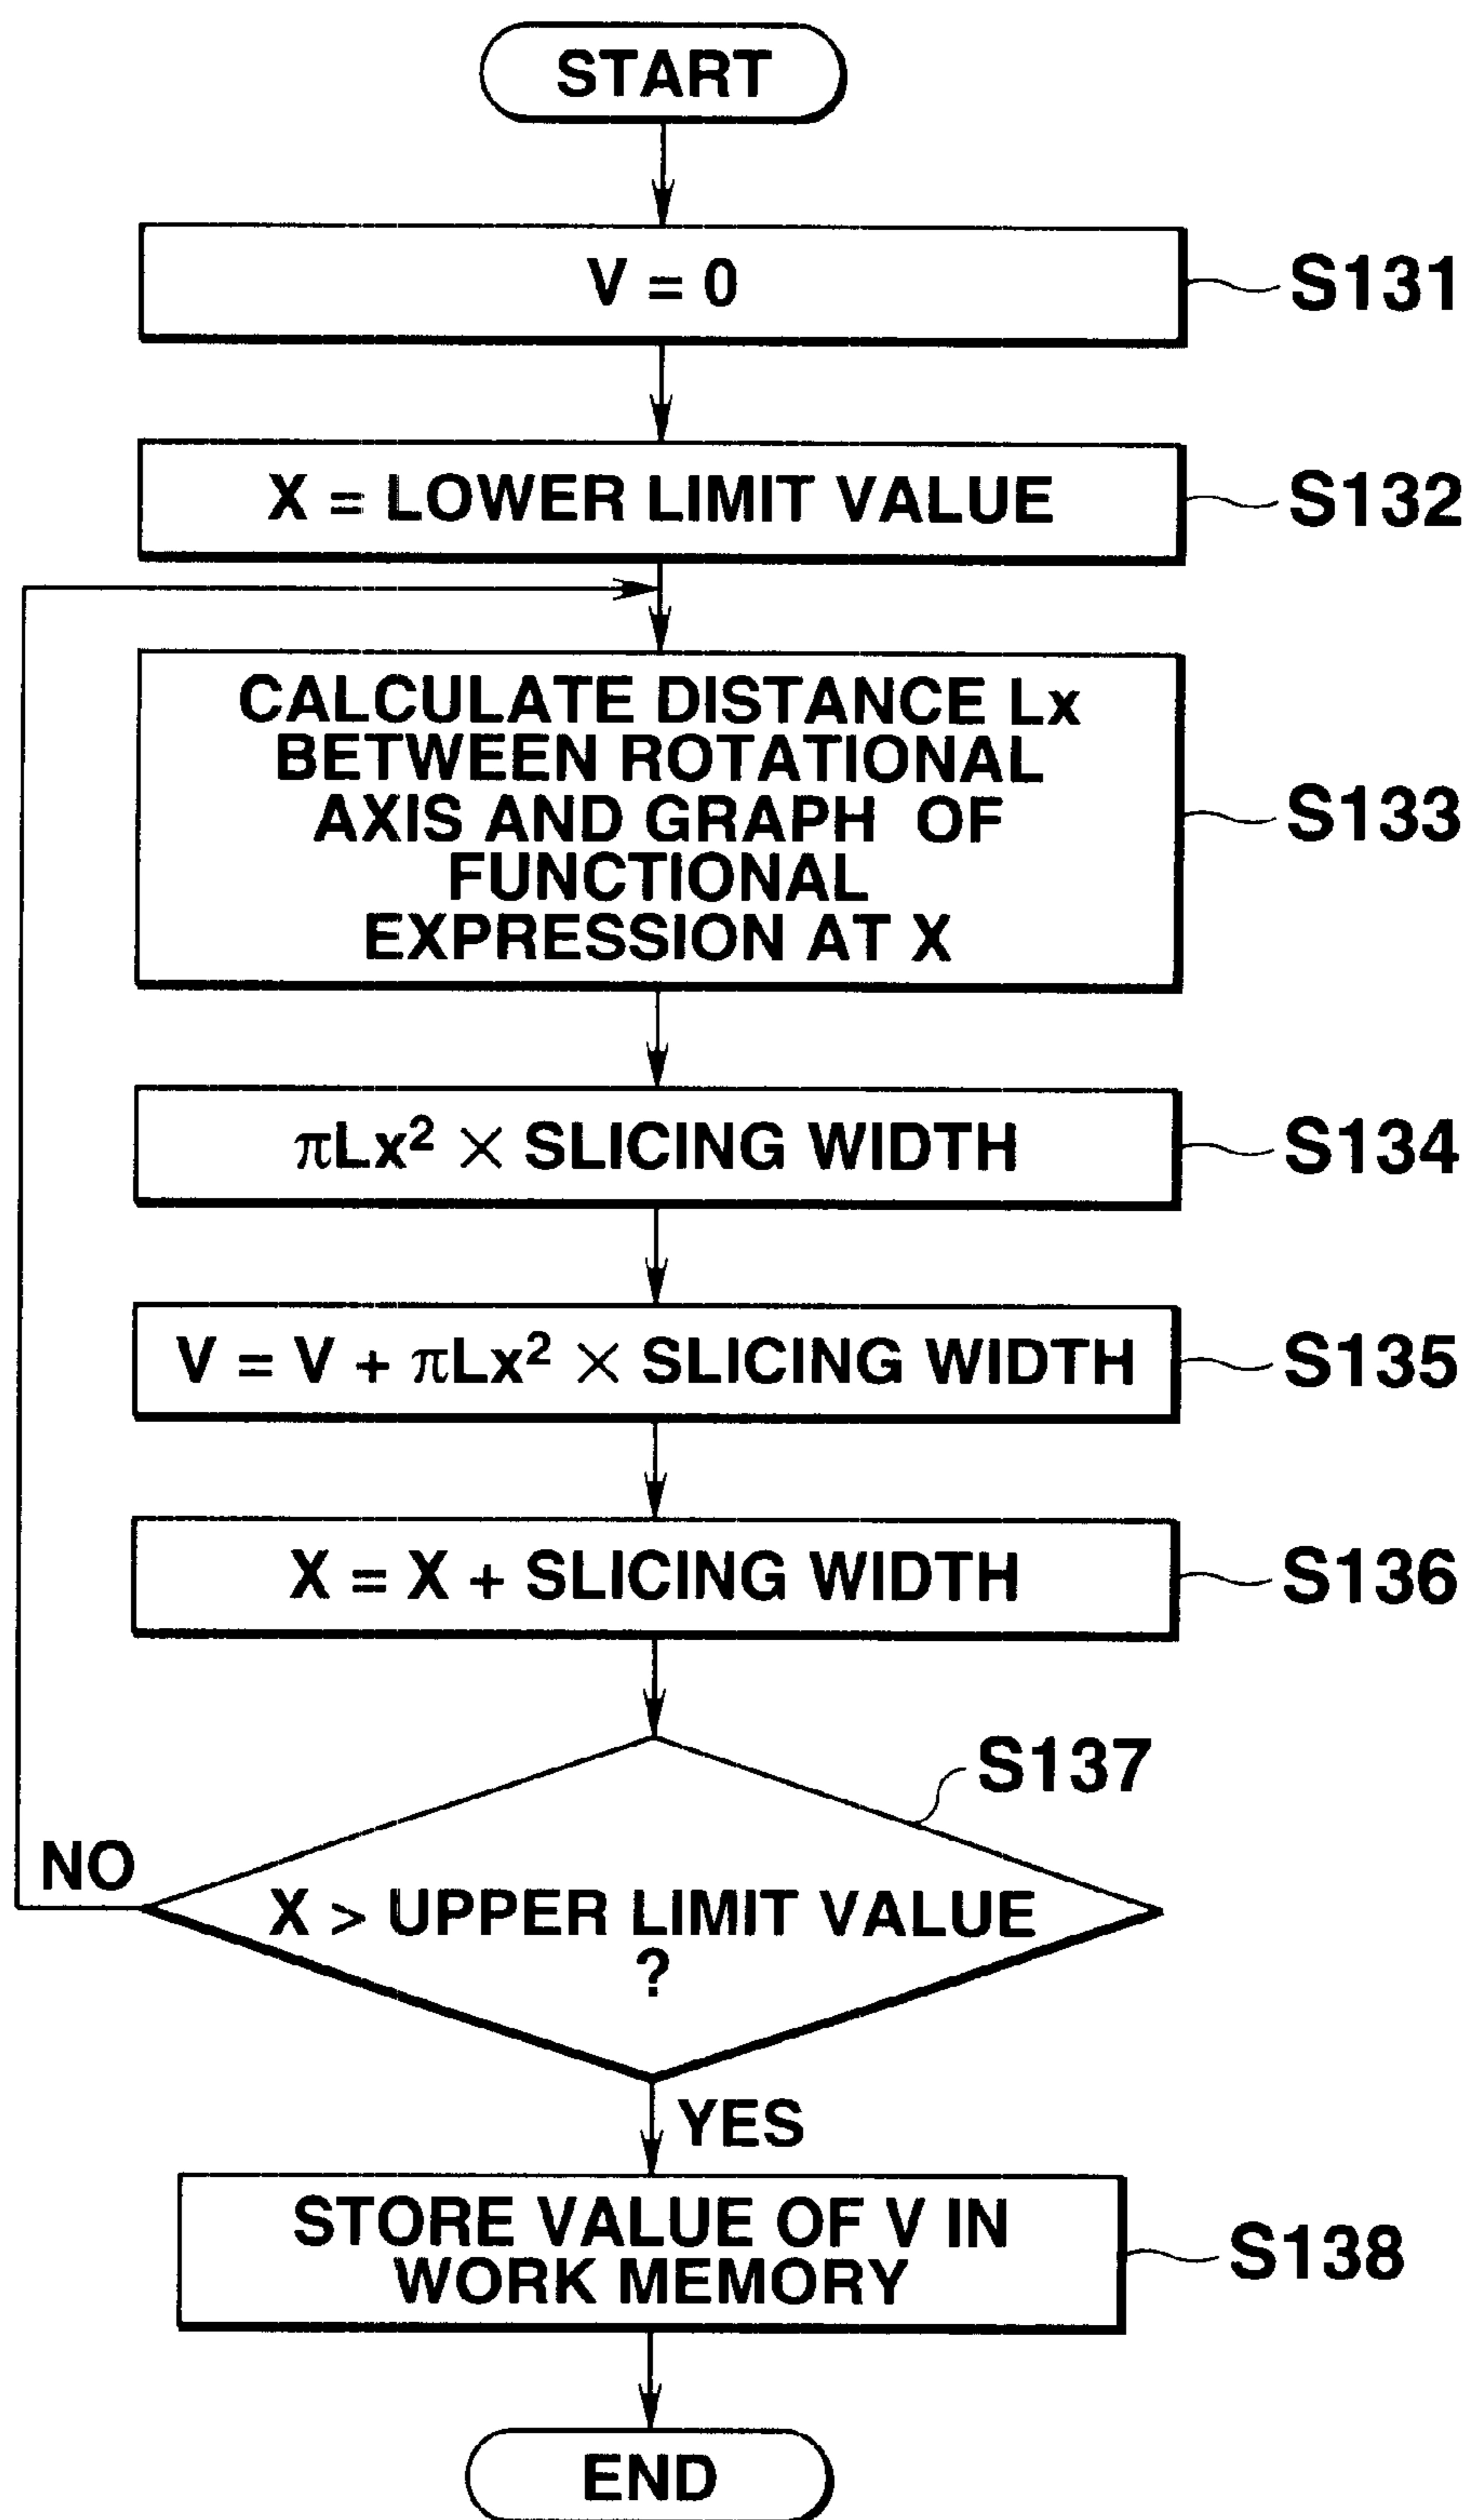 START
V = 0
S131
X = LOWER LIMIT VALUE
S132
CALCULATE DISTANCE Lx
BETWEEN ROTATIONAL
AXIS AND GRAPH OF
FUNCTIONAL
EXPRESSION AT X
S133
πLx² × SLICING WIDTH
S134
V = V + πLx² × SLICING WIDTH
S135
X = X + SLICING WIDTH
S136
S137
NO
X > UPPER LIMIT VALUE
?
YES
STORE VALUE OF V IN
WORK MEMORY
S138
END